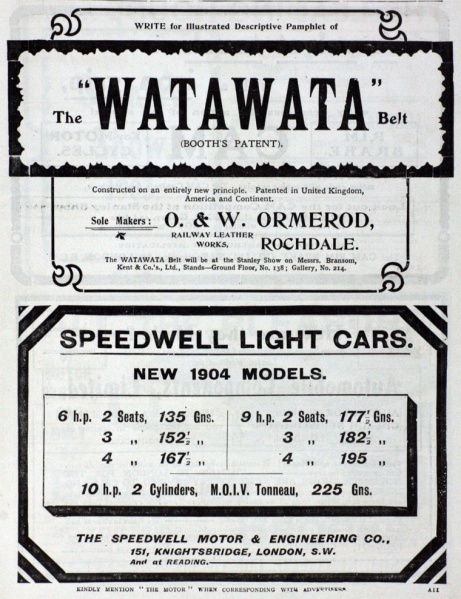 WRITE for Illustrated Descriptive Pamphlet of
The "WATAWATA" Belt
(BOOTH'S PATENT).
Constructed on an entirely new principle. Patented in United Kingdom,
America and Continent.
Sole Makers: O. & W. ORMEROD,
RAILWAY LEATHER
WORKS, ROCHDALE.
The WATAWATA Belt will be at the Stanley Show on Messrs. Bransom,
Kent & Co.'s, Ltd., Stands—Ground Floor, No. 138; Gallery, No. 214.
SPEEDWELL LIGHT CARS.
NEW 1904 MODELS.
6 h.p. 2 Seats, 135 Gns. 9 h.p. 2 Seats, 177½ Gns.
3 ,, 152½ ,, 3 ,, 182½ ,,
4 ,, 167½ ,, 4 ,, 195 ,,
10 h.p. 2 Cylinders, M.O.I.V. Tonneau, 225 Gns.
THE SPEEDWELL MOTOR & ENGINEERING CO.,
151, KNIGHTSBRIDGE, LONDON, S.W.
And at READING.
KINDLY MENTION "THE MOTOR" WHEN CORRESPONDING WITH ADVERTISERS